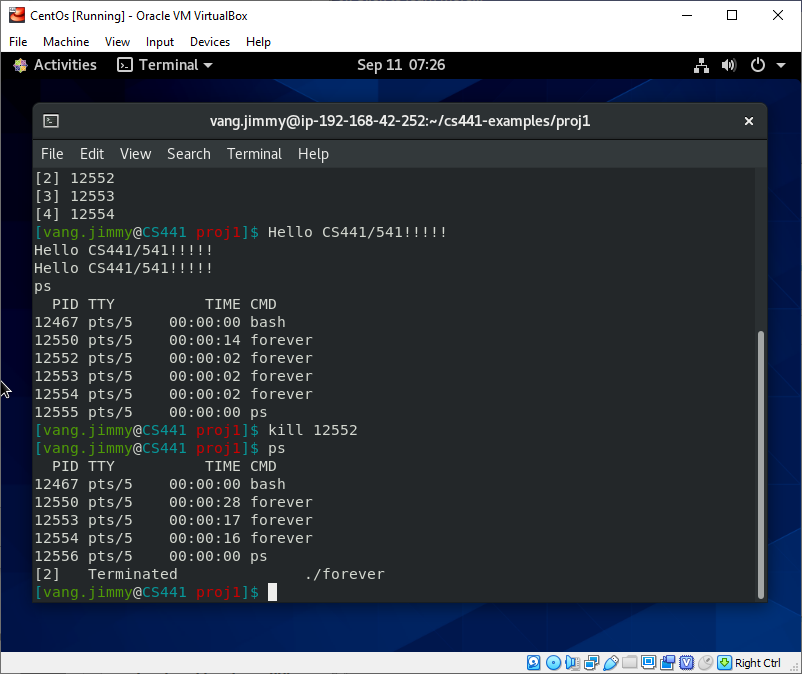 CentOs [Running] - Oracle VM VirtualBox
File Machine View Input Devices Help
Activities Terminal Sep 11 07:26
vang.jimmy@ip-192-168-42-252:~/cs441-examples/proj1
File Edit View Search Terminal Help
[2] 12552
[3] 12553
[4] 12554
[vang.jimmy@CS441 proj1]$ Hello CS441/541!!!!!
Hello CS441/541!!!!!
Hello CS441/541!!!!!
ps
  PID TTY          TIME CMD
12467 pts/5    00:00:00 bash
12550 pts/5    00:00:14 forever
12552 pts/5    00:00:02 forever
12553 pts/5    00:00:02 forever
12554 pts/5    00:00:02 forever
12555 pts/5    00:00:00 ps
[vang.jimmy@CS441 proj1]$ kill 12552
[vang.jimmy@CS441 proj1]$ ps
  PID TTY          TIME CMD
12467 pts/5    00:00:00 bash
12550 pts/5    00:00:28 forever
12553 pts/5    00:00:17 forever
12554 pts/5    00:00:16 forever
12556 pts/5    00:00:00 ps
[2]   Terminated              ./forever
[vang.jimmy@CS441 proj1]$
Right Ctrl